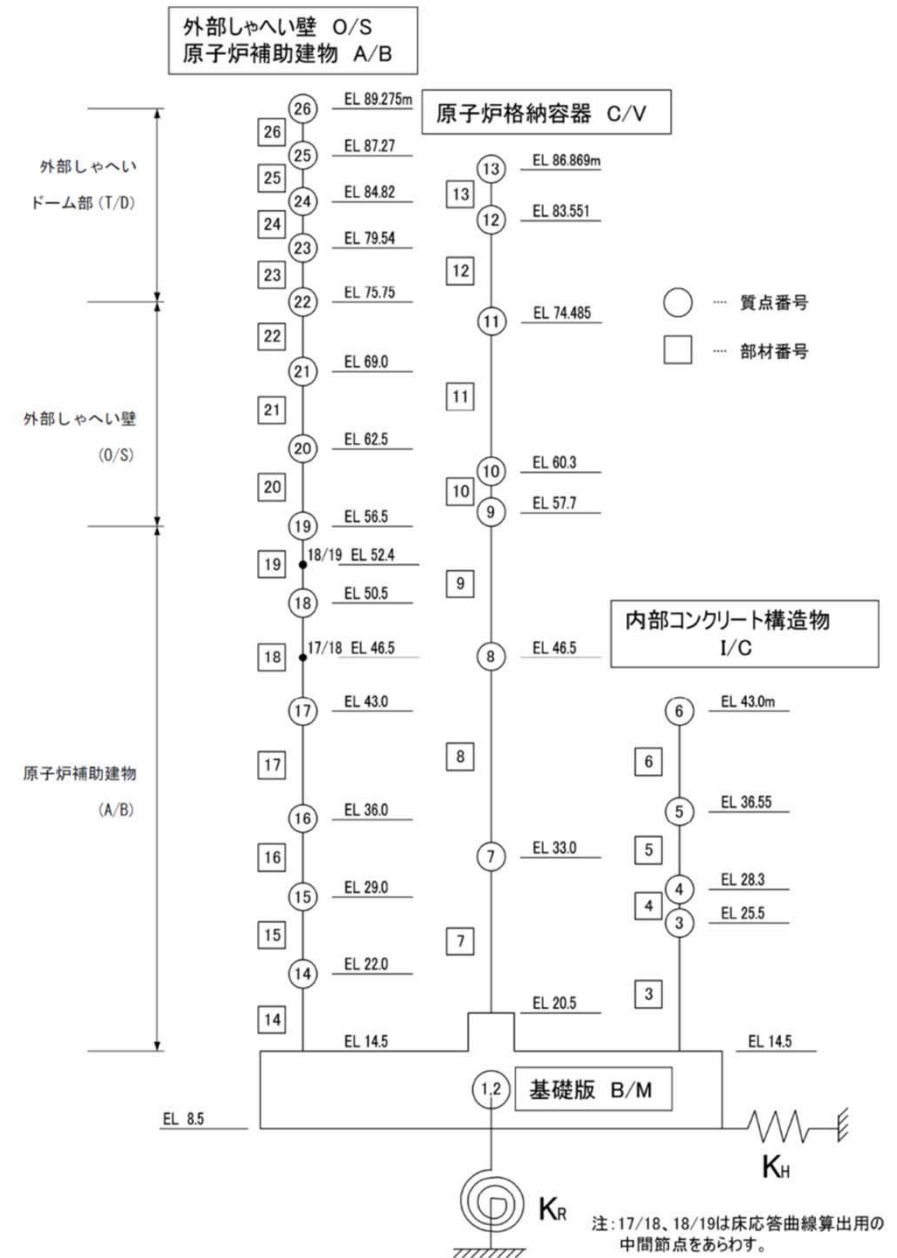 外部しゃへい壁 O/S
原子炉補助建物 A/B
原子炉格納容器 C/V
内部コンクリート構造物
I/C
外部しゃへい
ドーム部(T/D)
外部しゃへい壁
(O/S)
原子炉補助建物
(A/B)
26 EL 89.275m
26
25 EL 87.27
25
24 EL 84.82
24
23 EL 79.54
23
22 EL 75.75
22
21 EL 69.0
21
20 EL 62.5
20
19 EL 56.5
19
18/19 EL 52.4
18 EL 50.5
18
17/18 EL 46.5
17 EL 43.0
17
16 EL 36.0
16
15 EL 29.0
15
14 EL 22.0
14
EL 14.5
13 EL 86.869m
13
12 EL 83.551
12
11 EL 74.485
11
10 EL 60.3
10
9 EL 57.7
9
8 EL 46.5
8
7 EL 33.0
7
EL 20.5
○ … 質点番号
□ … 部材番号
6 EL 43.0m
6
5 EL 36.55
5
4 EL 28.3
4
3 EL 25.5
3
EL 14.5
1,2 基礎版 B/M
EL 8.5
KH
KR
注:17/18、18/19は床応答曲線算出用の
中間節点をあらわす。